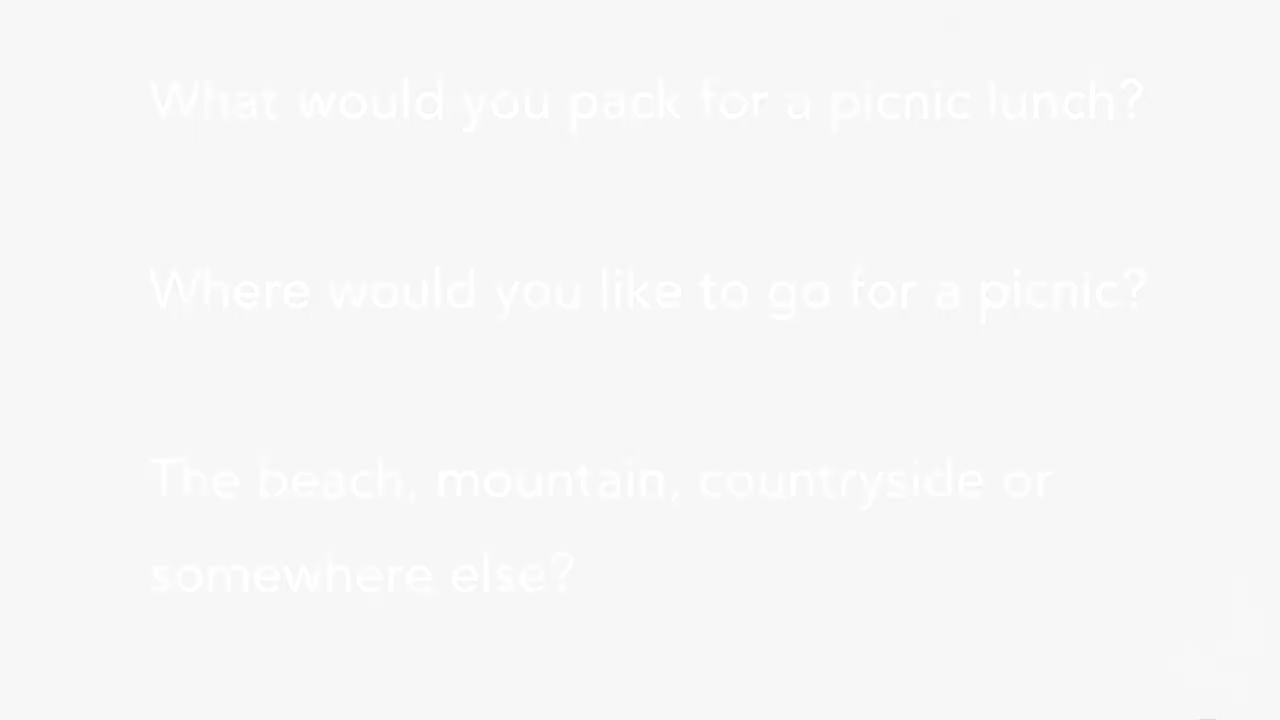 What would you pack for a picnic lunch?
Where would you like to go for a picnic?
The beach, mountain, countryside or
somewhere else?